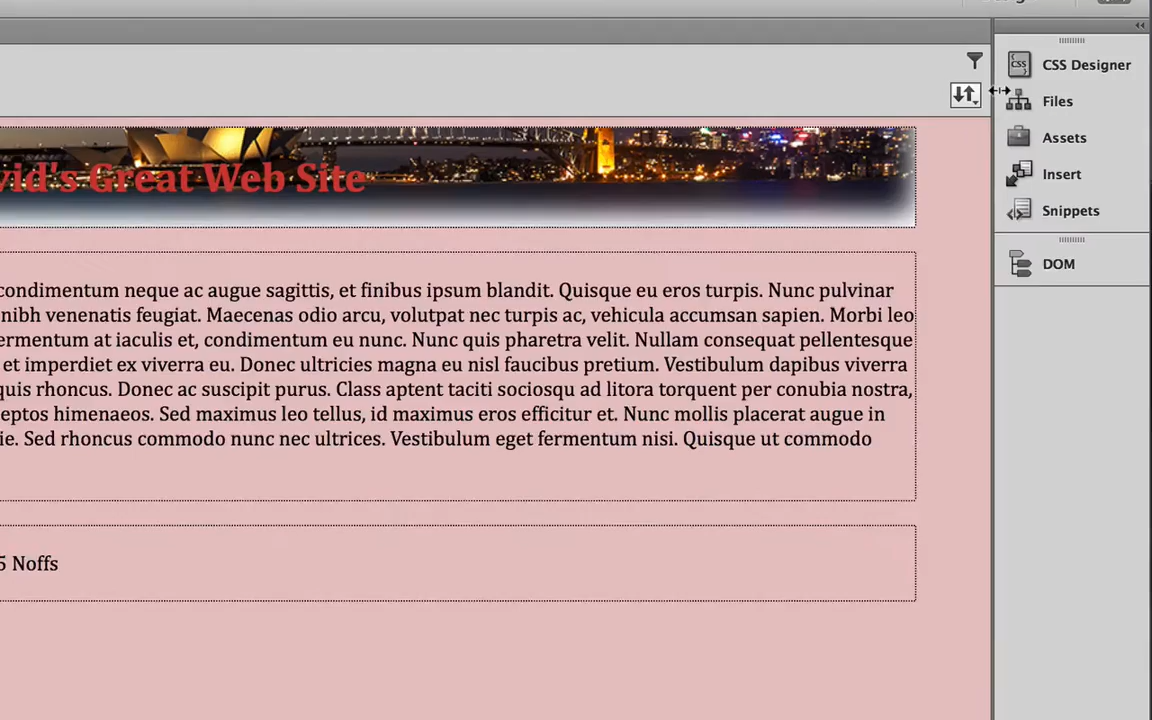 CSS Designer
CSS
Files
Assets
vid's Great Web Site
Insert
Snippets
DOM
condimentum neque ac augue sagittis, et finibus ipsum blandit. Quisque eu eros turpis. Nunc pulvinar
nibh venenatis feugiat. Maecenas odio arcu, volutpat nec turpis ac, vehicula accumsan sapien. Morbi leo
ermentum at iaculis et, condimentum eu nunc. Nunc quis pharetra velit. Nullam consequat pellentesque
et imperdiet ex viverra eu. Donec ultricies magna eu nisl faucibus pretium. Vestibulum dapibus viverra
quis rhoncus. Donec ac suscipit purus. Class aptent taciti sociosqu ad litora torquent per conubia nostra,
eptos himenaeos. Sed maximus leo tellus, id maximus eros efficitur et. Nunc mollis placerat augue in
ie. Sed rhoncus commodo nunc nec ultrices. Vestibulum eget fermentum nisi. Quisque ut commodo
5 Noffs